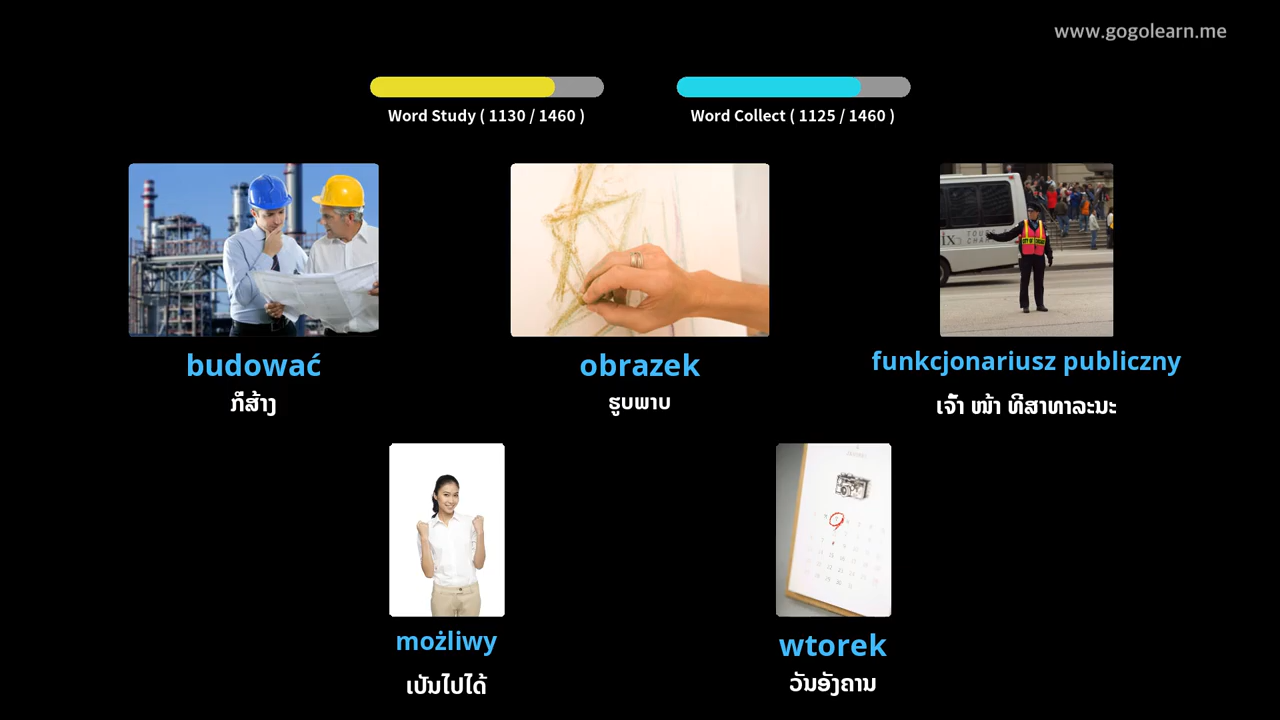 www.gogolearn.me
Word Study ( 1130 / 1460 )
Word Collect ( 1125 / 1460 )
budować
obrazek
funkcjonariusz publiczny
ກໍ່ສ້າງ
ຮູບພາບ
ເຈົ້າ ໜ້າ ທີ່ສາທາລະນະ
możliwy
wtorek
ເປັນໄປໄດ້
ວັນອັງຄານ